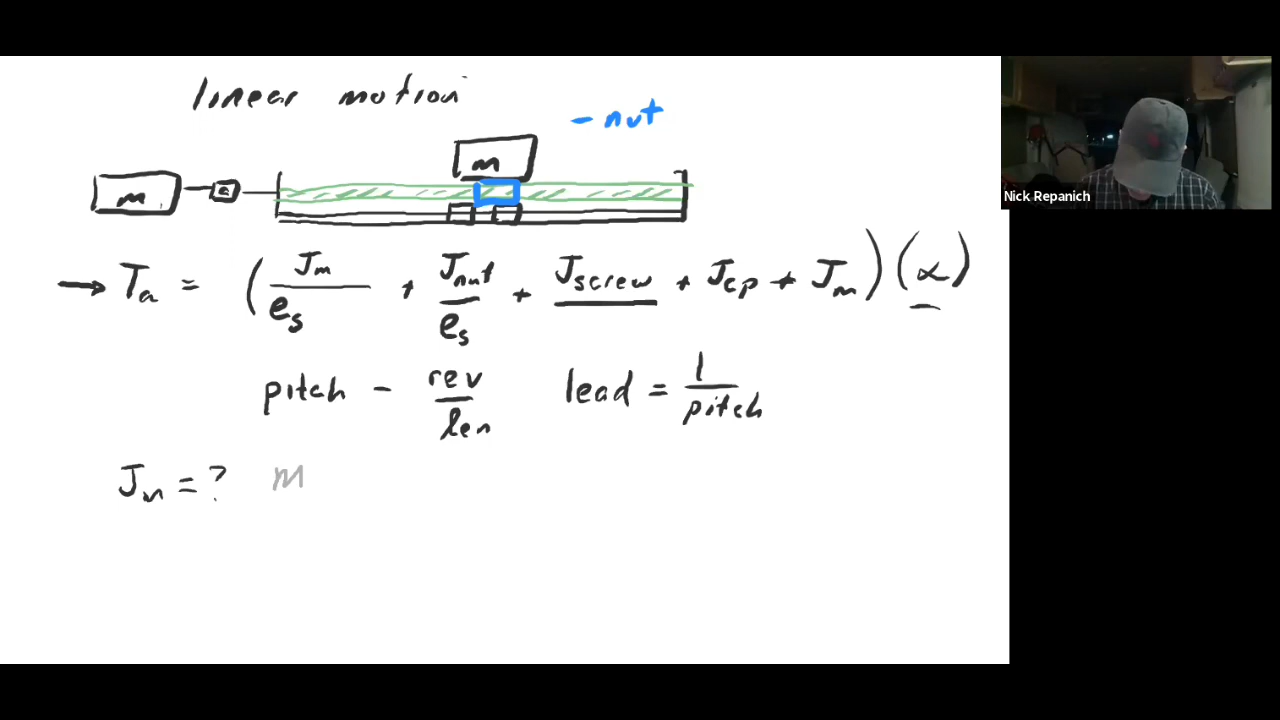 linear motion
- nut
m
m
c
Nick Repanich
→ Ta = (Jm/es + Jnut/es + Jscrew + Jcp + Jm)(α)
pitch - rev/len lead = 1/pitch
Jm = ? m